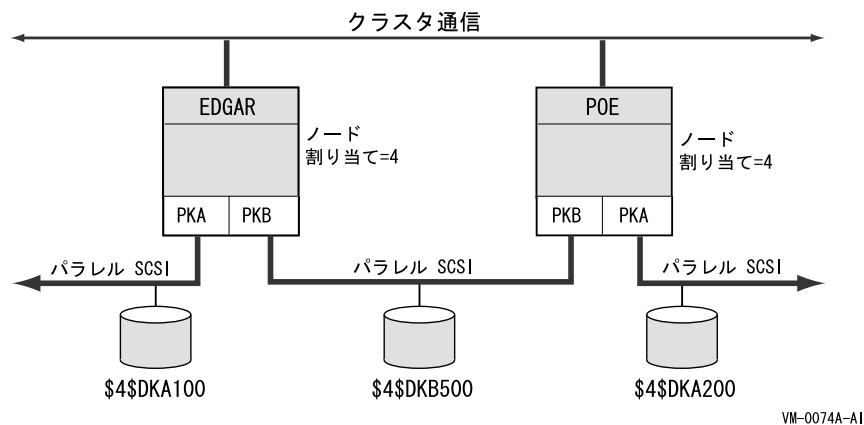 クラスタ通信
EDGAR
ノード
割り当て=4
PKA
PKB
POE
ノード
割り当て=4
PKB
PKA
パラレル SCSI
パラレル SCSI
パラレル SCSI
$4$DKA100
$4$DKB500
$4$DKA200
VM-0074A-AI